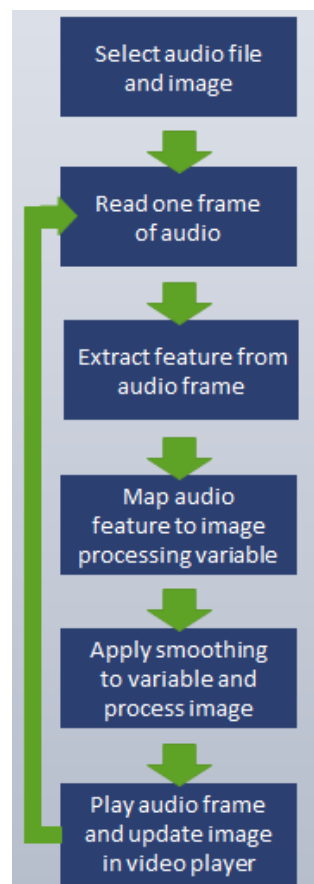 Select audio file
and image
Read one frame
of audio
Extract feature from
audio frame
Map audio
feature to image
processing variable
Apply smoothing
to variable and
process image
Play audio frame
and update image
in video player